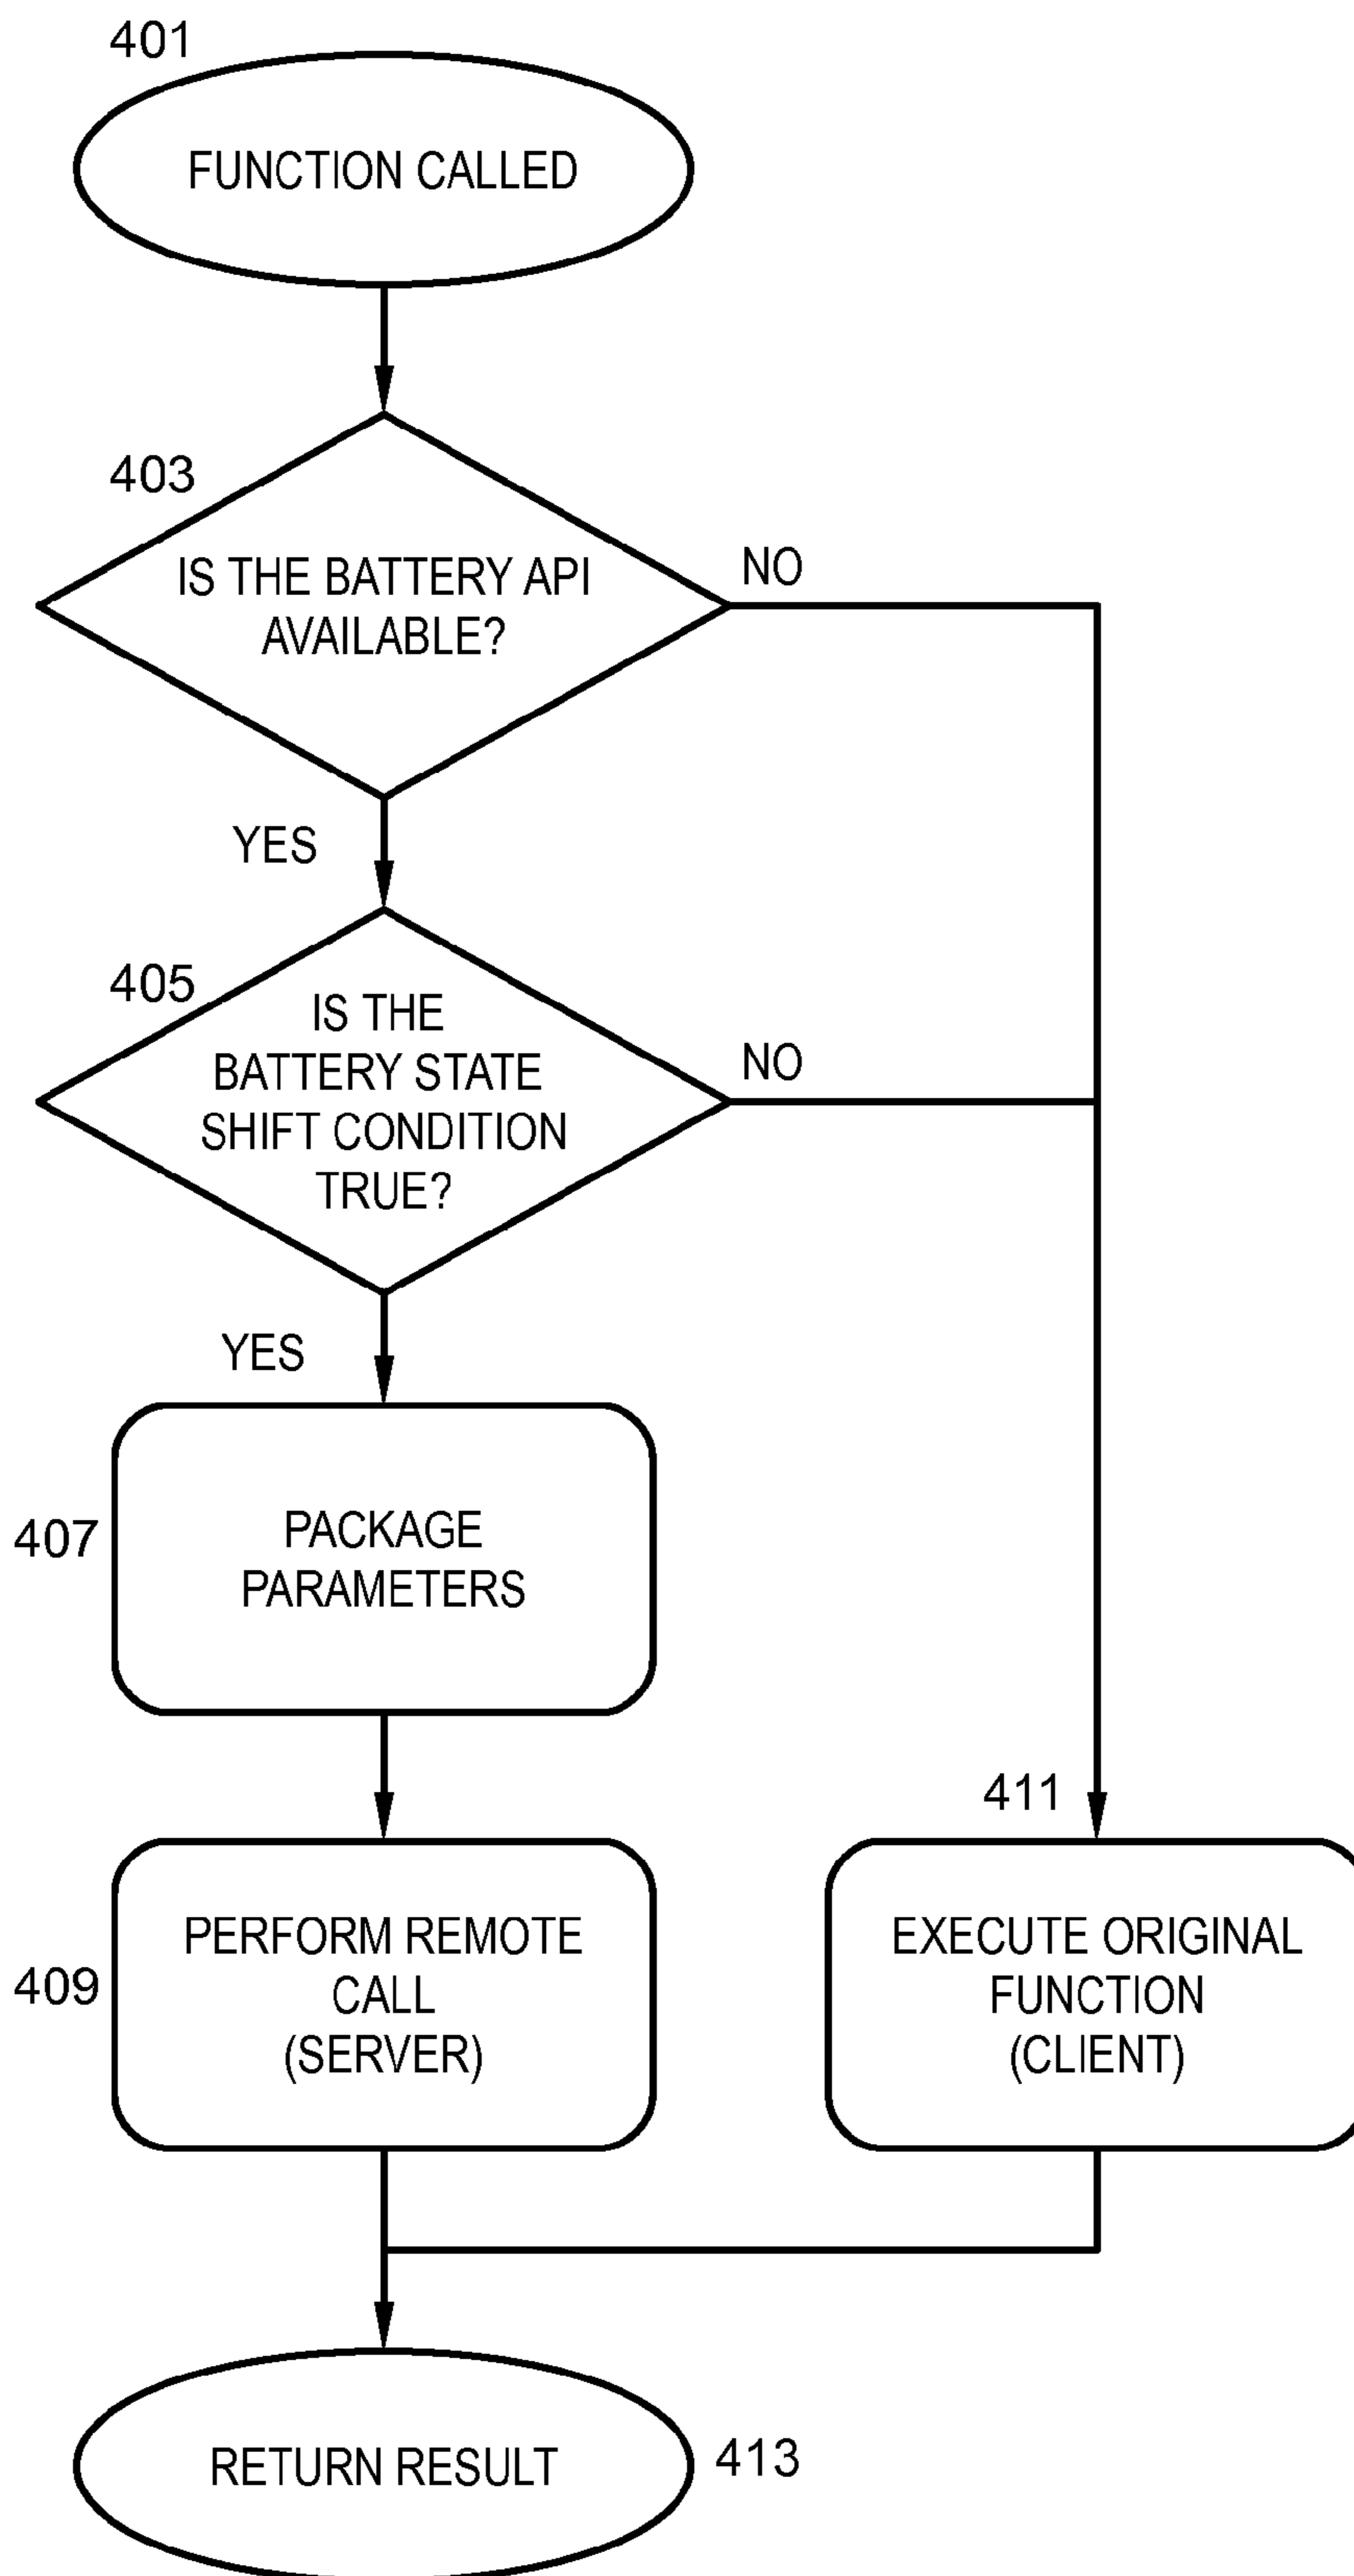 401
FUNCTION CALLED
403
IS THE BATTERY API
AVAILABLE?
NO
YES
405
IS THE
BATTERY STATE
SHIFT CONDITION
TRUE?
NO
YES
407
PACKAGE
PARAMETERS
409
PERFORM REMOTE
CALL
(SERVER)
411
EXECUTE ORIGINAL
FUNCTION
(CLIENT)
RETURN RESULT
413